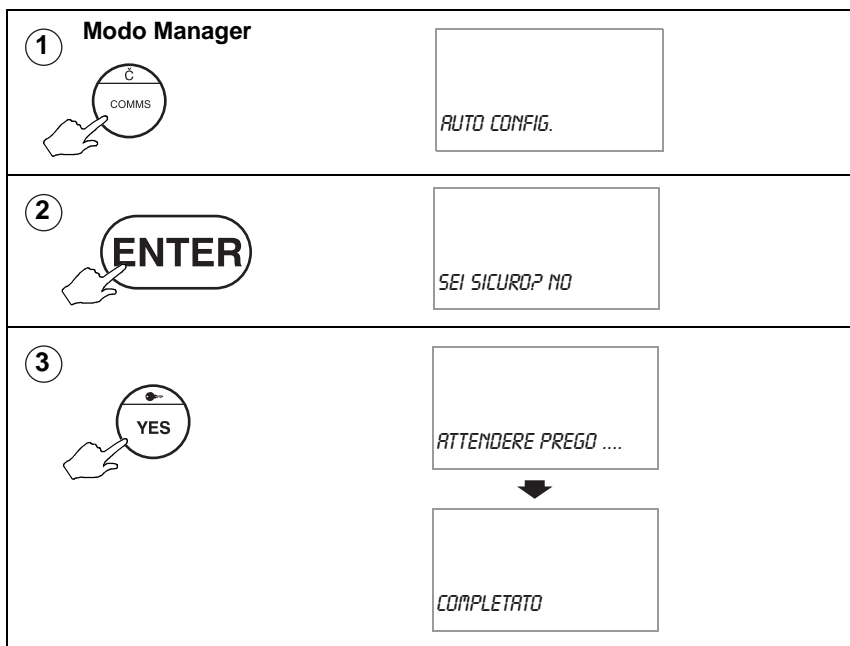 1 Modo Manager
Č
COMMS
AUTO CONFIG.
2
ENTER
SEI SICURO? NO
3
YES
ATTENDERE PREGO ....
COMPLETATO